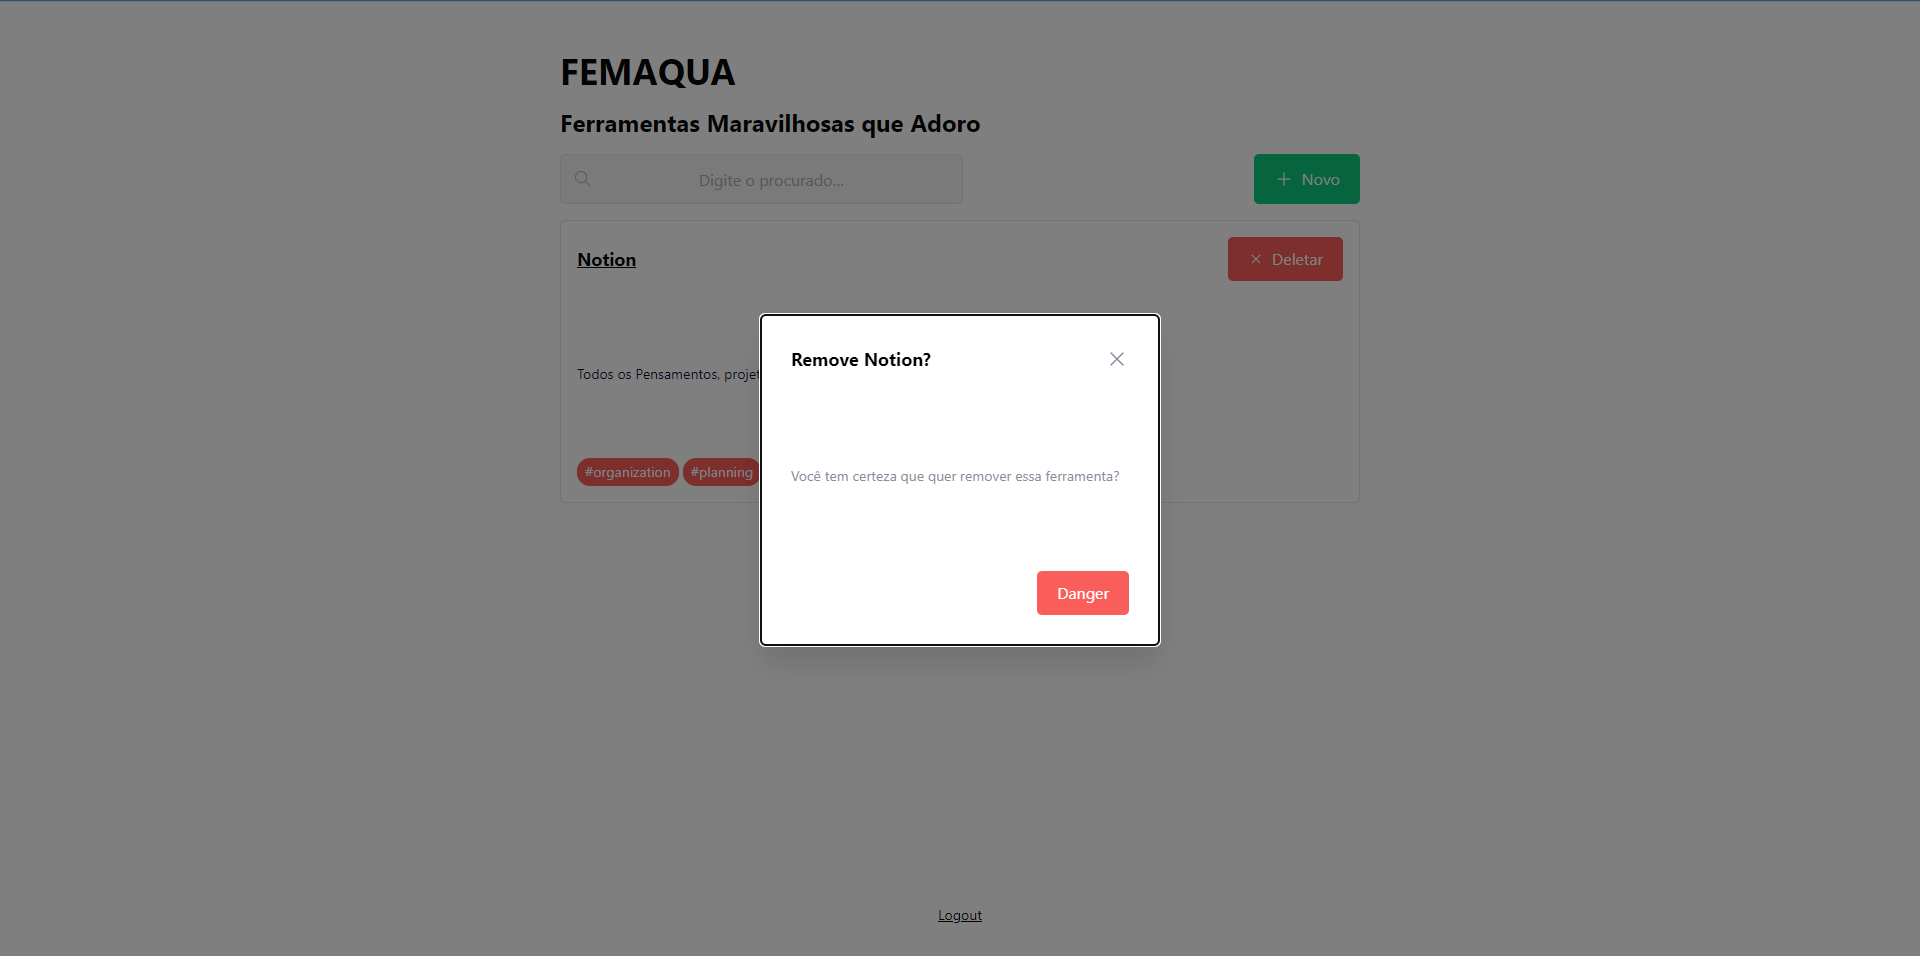 FEMAQUA
Ferramentas Maravilhosas que Adoro
Digite o procurado...
Novo
Notion
Deletar
Todos os Pensamentos,
#organization #planning
Remove Notion?
Você tem certeza que quer remover essa ferramenta?
Danger
Logout